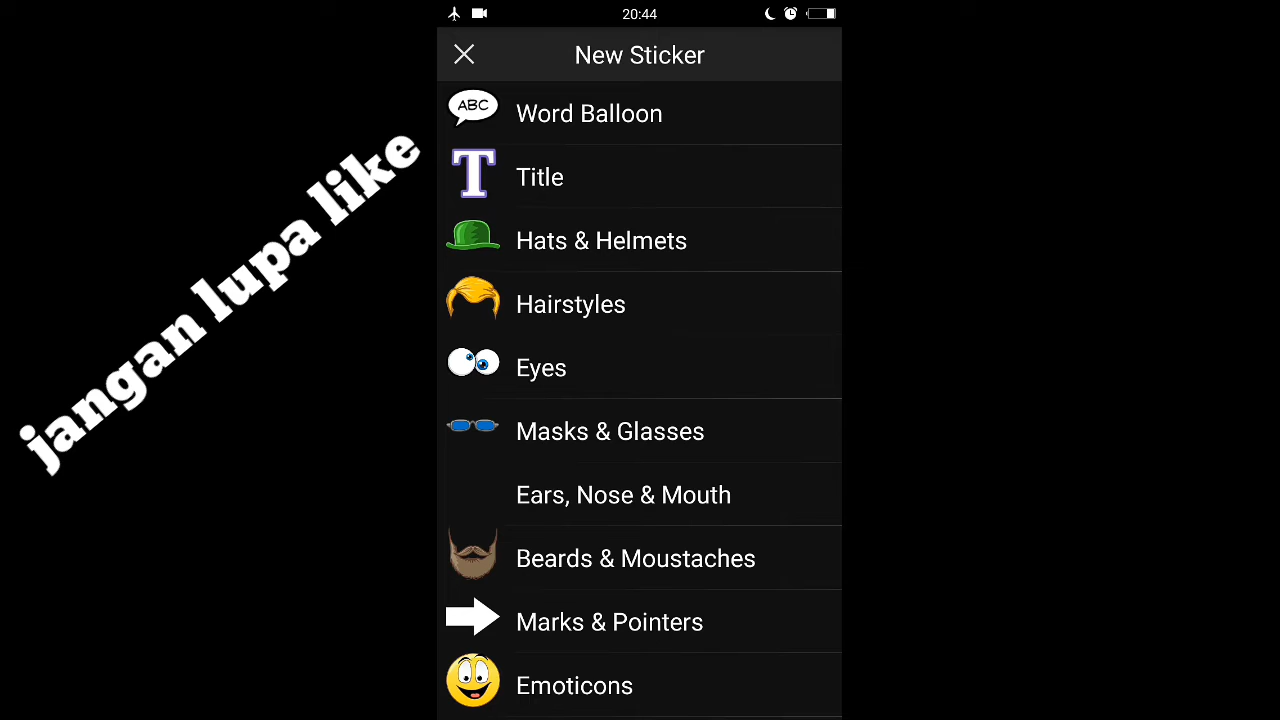 20:44
New Sticker
ABC
Word Balloon
T
Title
Hats & Helmets
Hairstyles
Eyes
Masks & Glasses
Ears, Nose & Mouth
Beards & Moustaches
Marks & Pointers
Emoticons
jangan lupa like